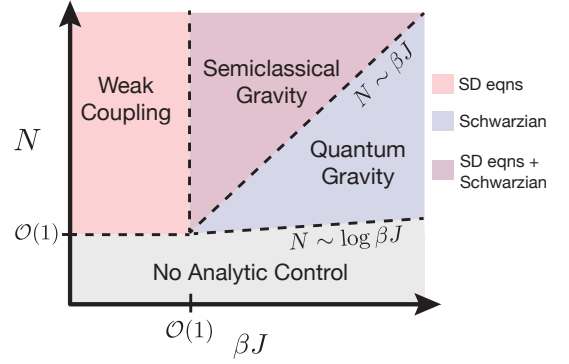 Weak
Coupling
Semiclassical
Gravity
N ∼ βJ
SD eqns
Schwarzian
SD eqns +
Schwarzian
N
Quantum
Gravity
O(1)
N ∼ log βJ
No Analytic Control
O(1)
βJ